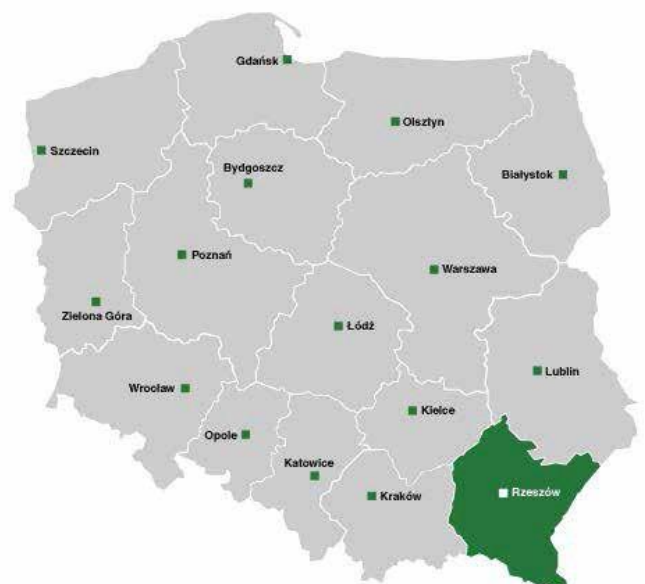 Gdańsk
Olsztyn
Szczecin
Bydgoszcz
Białystok
Poznań
Warszawa
Zielona Góra
Łódź
Lublin
Wrocław
Kielce
Opole
Katowice
Kraków
Rzeszów